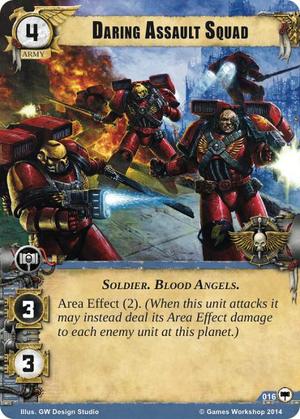 4
DARING ASSAULT SQUAD
ARMY
SOLDIER. BLOOD ANGELS.
3
Area Effect (2). (When this unit attacks it
may instead deal its Area Effect damage
to each enemy unit at this planet.)
3
016
Illus. GW Design Studio
© Games Workshop 2014